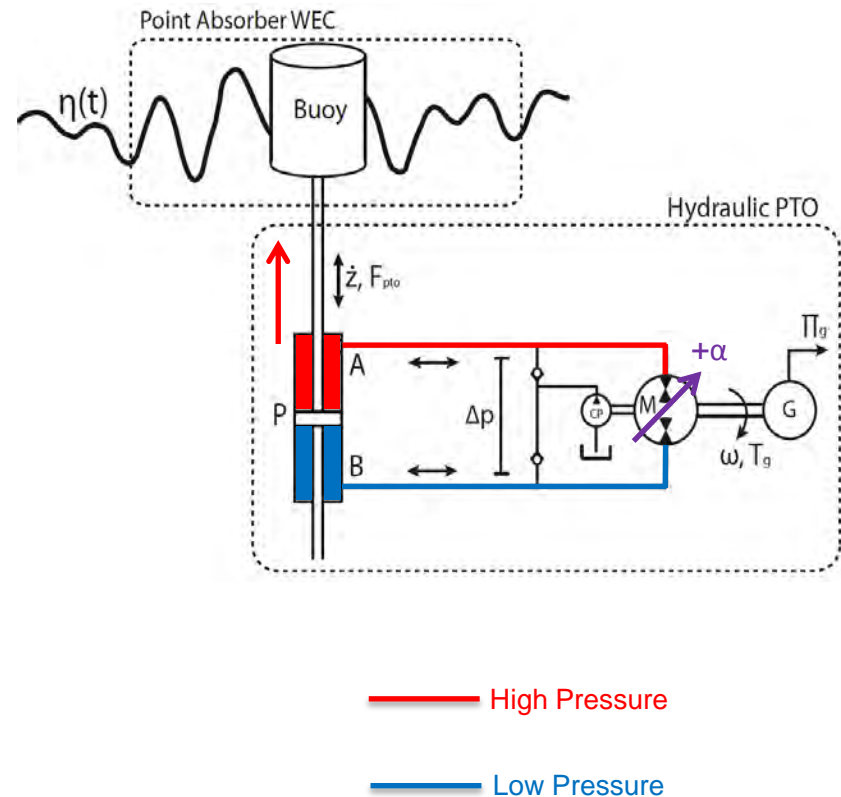 Point Absorber WEC
η(t)
Buoy
Hydraulic PTO
ż, Fpto
Πg
+α
A
P
Δp
CP
M
G
B
ω, Tg
High Pressure
Low Pressure